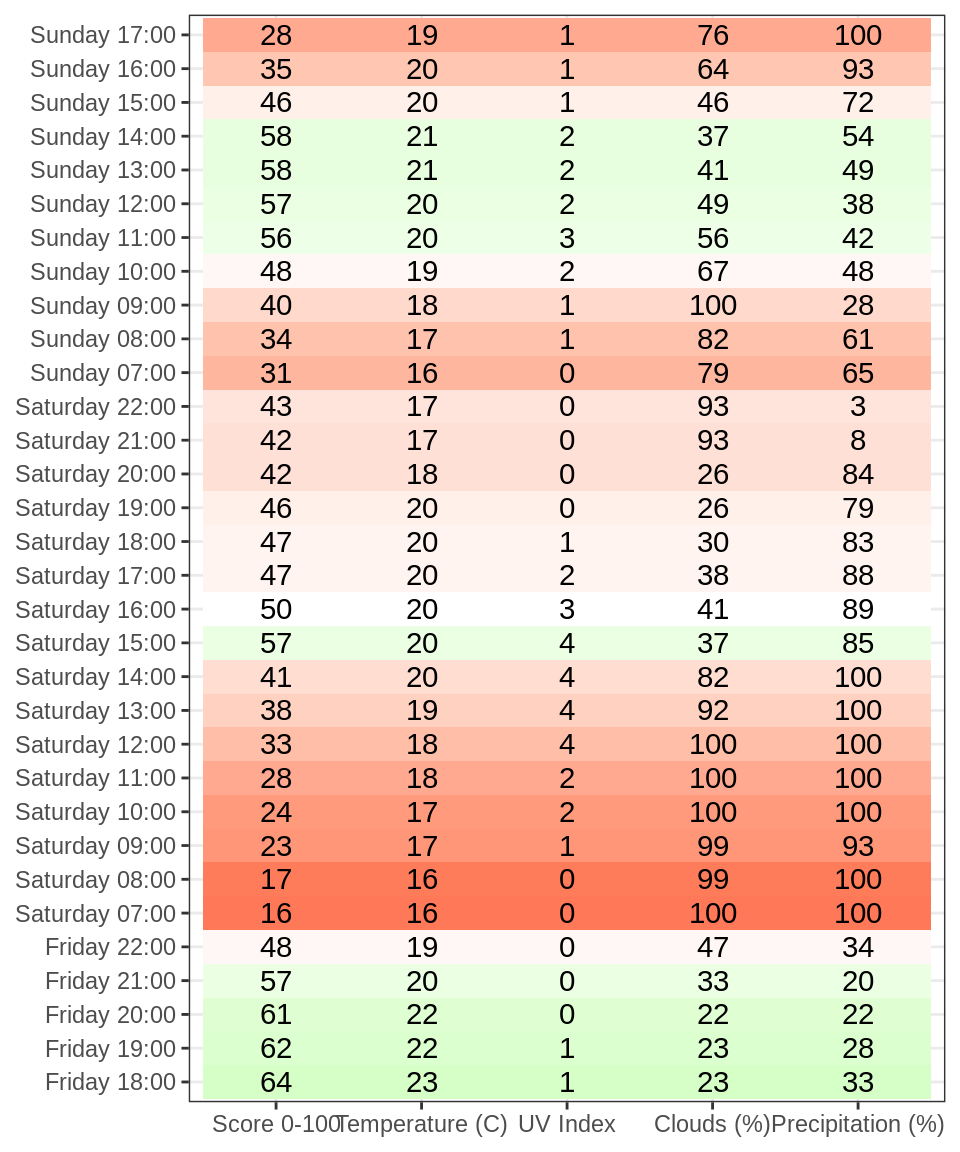 Sunday 17:00 28 19 1 76 100
Sunday 16:00 35 20 1 64 93
Sunday 15:00 46 20 1 46 72
Sunday 14:00 58 21 2 37 54
Sunday 13:00 58 21 2 41 49
Sunday 12:00 57 20 2 49 38
Sunday 11:00 56 20 3 56 42
Sunday 10:00 48 19 2 67 48
Sunday 09:00 40 18 1 100 28
Sunday 08:00 34 17 1 82 61
Sunday 07:00 31 16 0 79 65
Saturday 22:00 43 17 0 93 3
Saturday 21:00 42 17 0 93 8
Saturday 20:00 42 18 0 26 84
Saturday 19:00 46 20 0 26 79
Saturday 18:00 47 20 1 30 83
Saturday 17:00 47 20 2 38 88
Saturday 16:00 50 20 3 41 89
Saturday 15:00 57 20 4 37 85
Saturday 14:00 41 20 4 82 100
Saturday 13:00 38 19 4 92 100
Saturday 12:00 33 18 4 100 100
Saturday 11:00 28 18 2 100 100
Saturday 10:00 24 17 2 100 100
Saturday 09:00 23 17 1 99 93
Saturday 08:00 17 16 0 99 100
Saturday 07:00 16 16 0 100 100
Friday 22:00 48 19 0 47 34
Friday 21:00 57 20 0 33 20
Friday 20:00 61 22 0 22 22
Friday 19:00 62 22 1 23 28
Friday 18:00 64 23 1 23 33
Score 0-100 Temperature (C) UV Index Clouds (%) Precipitation (%)